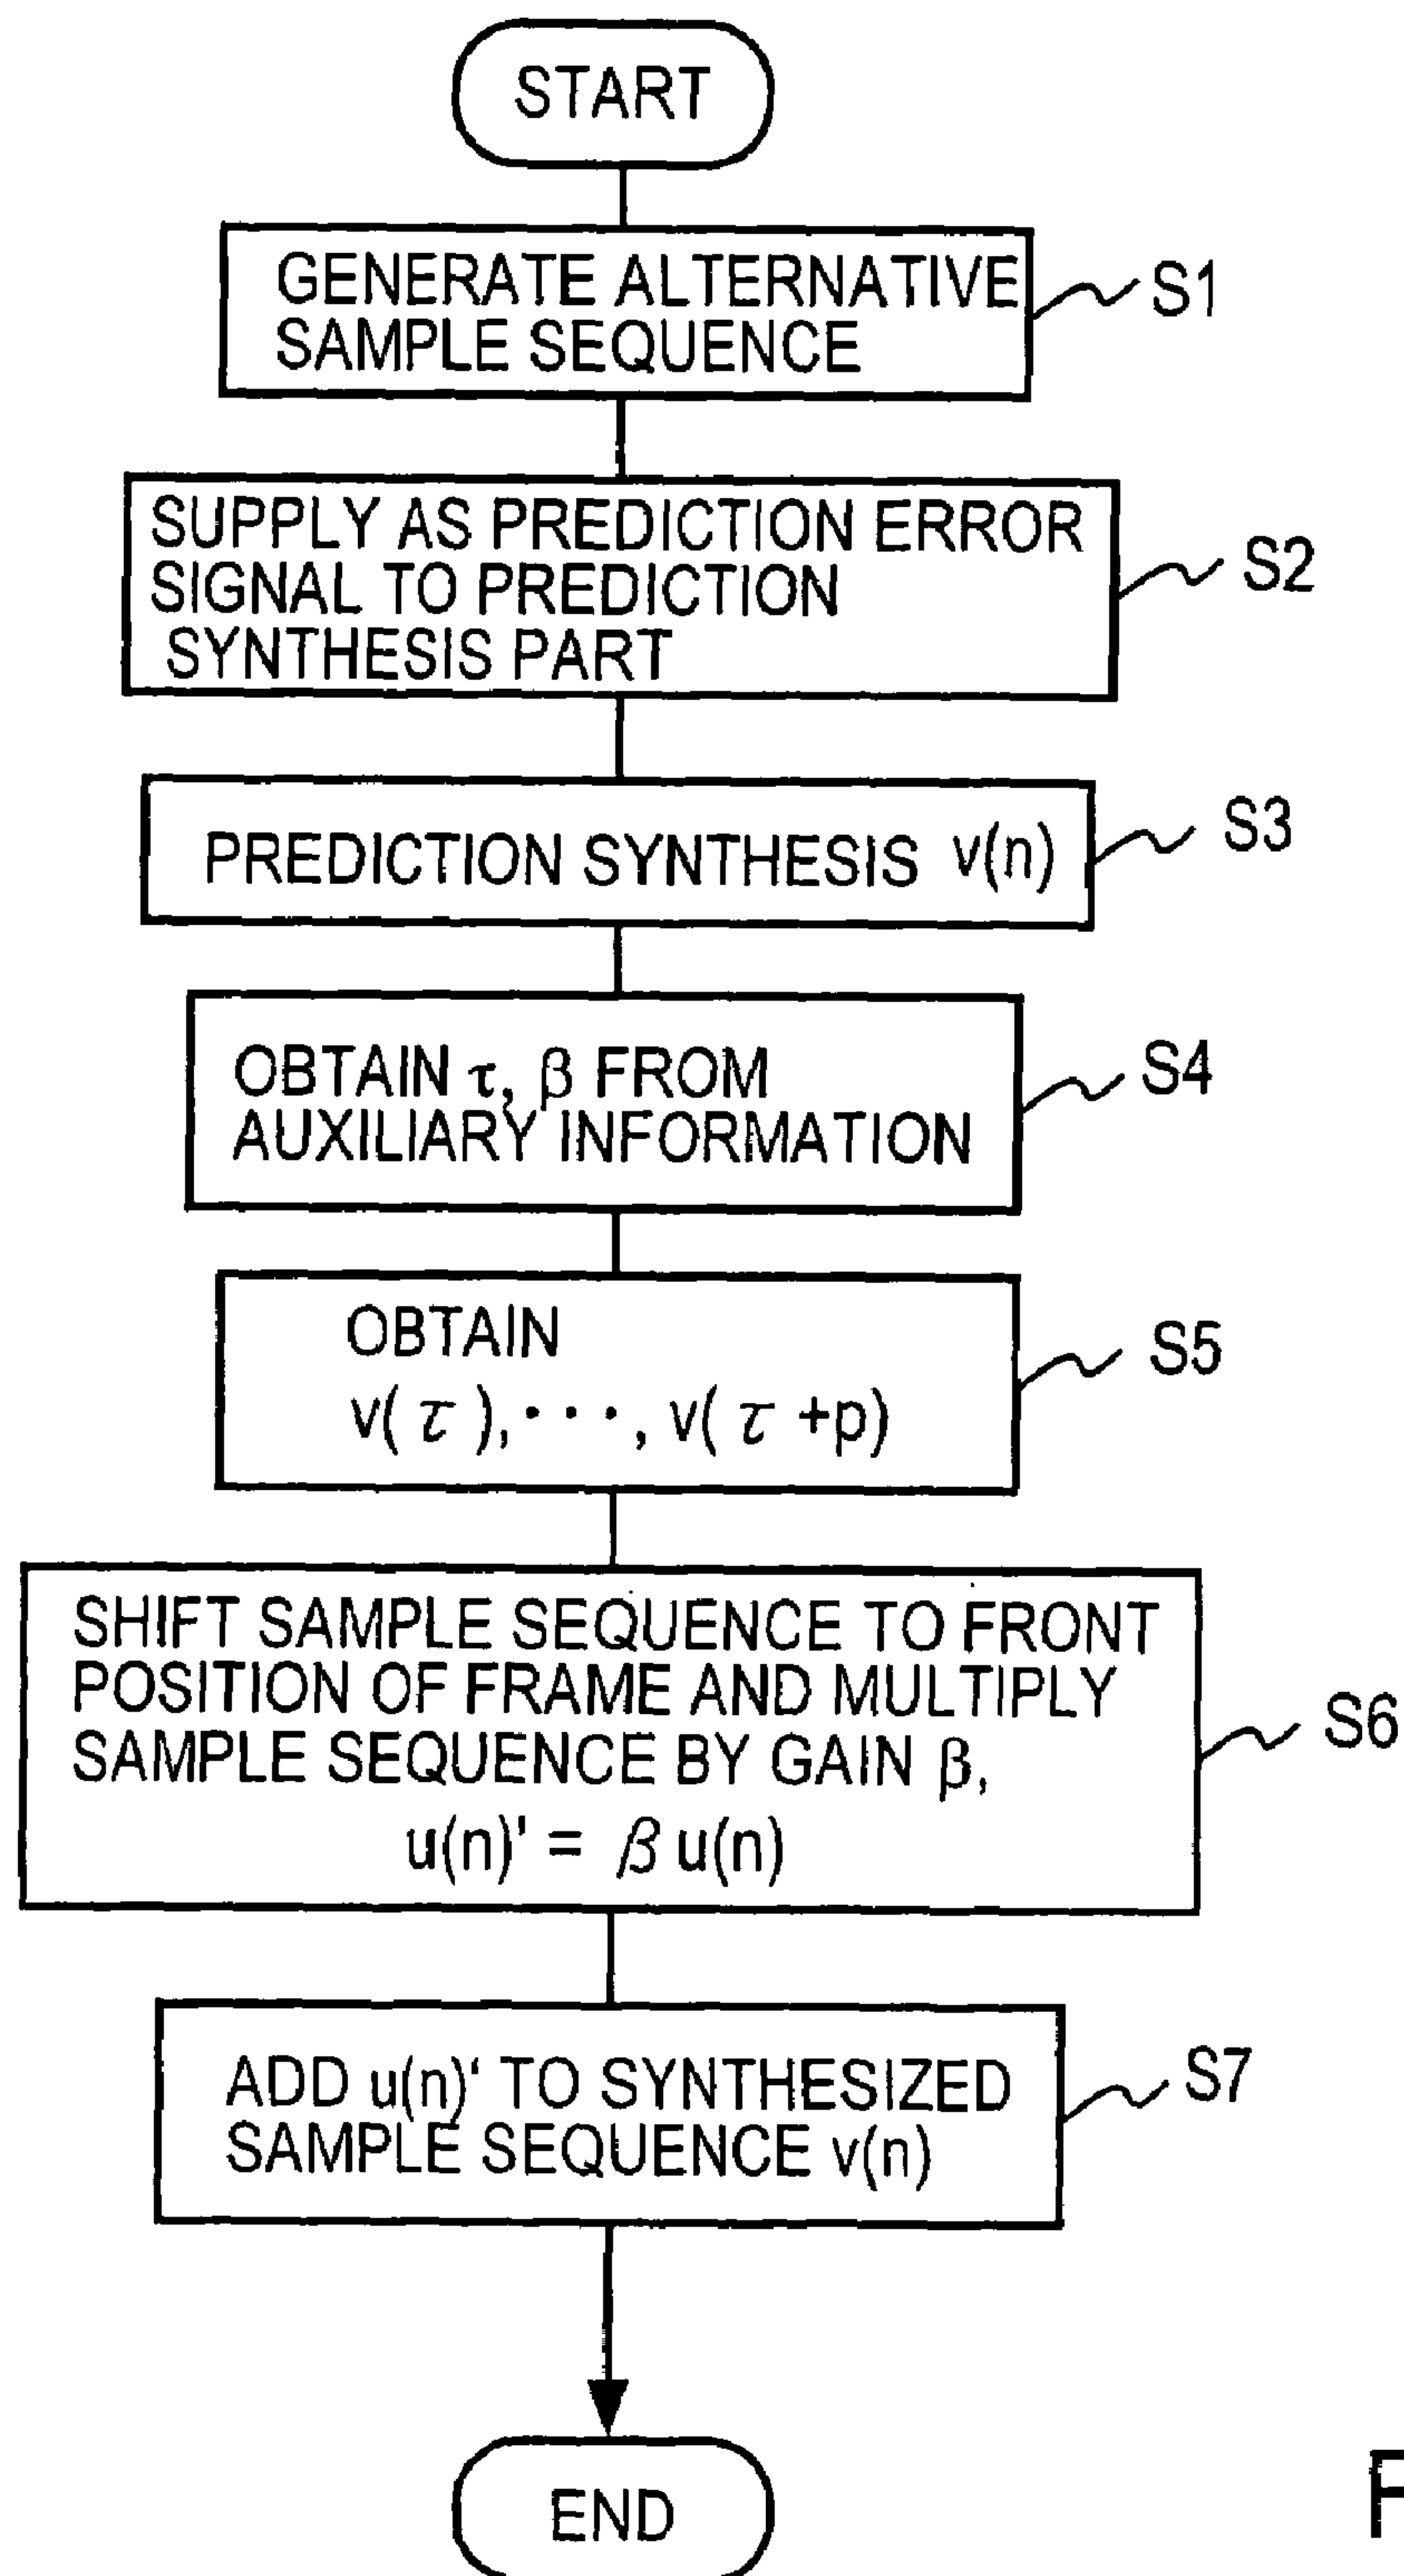 START
GENERATE ALTERNATIVE
SAMPLE SEQUENCE
S1
SUPPLY AS PREDICTION ERROR
SIGNAL TO PREDICTION
SYNTHESIS PART
S2
PREDICTION SYNTHESIS v(n)
S3
OBTAIN τ, β FROM
AUXILIARY INFORMATION
S4
OBTAIN
v(τ),···, v(τ+p)
S5
SHIFT SAMPLE SEQUENCE TO FRONT
POSITION OF FRAME AND MULTIPLY
SAMPLE SEQUENCE BY GAIN β,
u(n)' = β u(n)
S6
ADD u(n)' TO SYNTHESIZED
SAMPLE SEQUENCE v(n)
S7
END